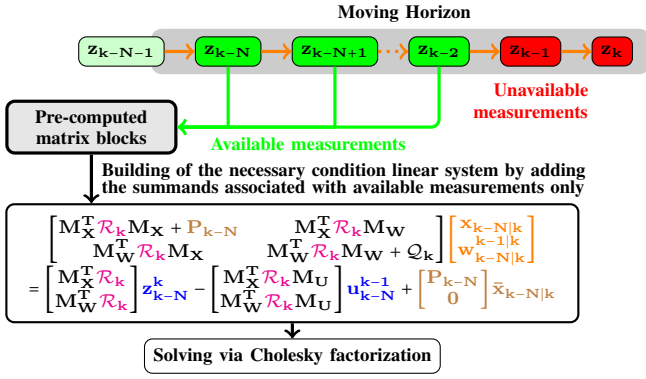 Moving Horizon
z_{k−N−1} z_{k−N} z_{k−N+1} ... z_{k−2} z_{k−1} z_k
Unavailable
measurements
Pre-computed
matrix blocks
Available measurements
Building of the necessary condition linear system by adding
the summands associated with available measurements only
[M_X^T R_k M_X + P_{k−N} M_X^T R_k M_W] [x_{k−N|k}]
[M_W^T R_k M_X M_W^T R_k M_W + Q_k] [w_{k−N|k}^{k−1|k}]
= [M_X^T R_k; M_W^T R_k] z_{k−N}^k − [M_X^T R_k M_U; M_W^T R_k M_U] u_{k−N}^{k−1} + [P_{k−N}; 0] x̄_{k−N|k}
Solving via Cholesky factorization